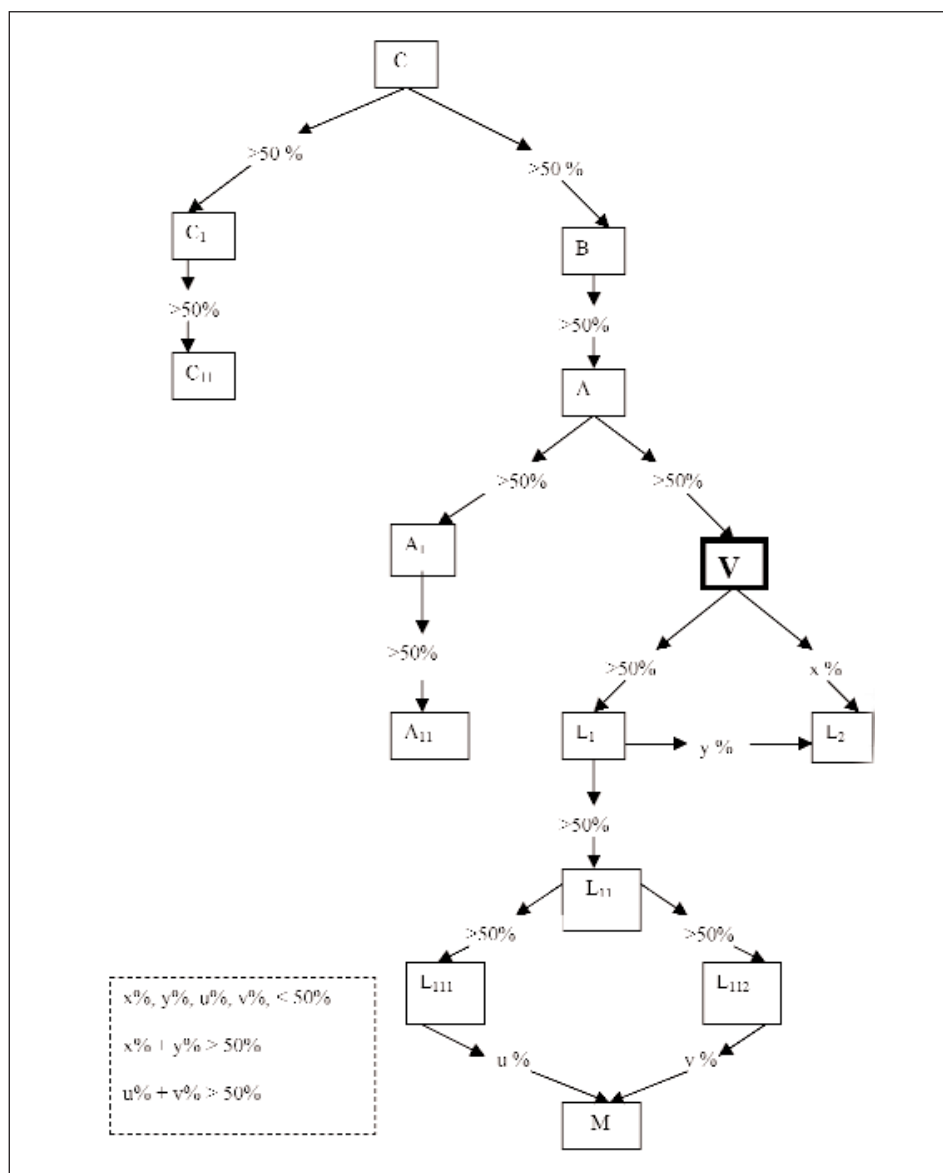 C
>50 %
>50 %
C₁
B
>50%
>50%
C₁₁
A
>50%
>50%
A₁
V
>50%
>50%
x %
A₁₁
L₁
y %
L₂
>50%
L₁₁
>50%
>50%
L₁₁₁
L₁₁₂
x%, y%, u%, v%, < 50%
x% + y% > 50%
u% + v% > 50%
u %
v %
M